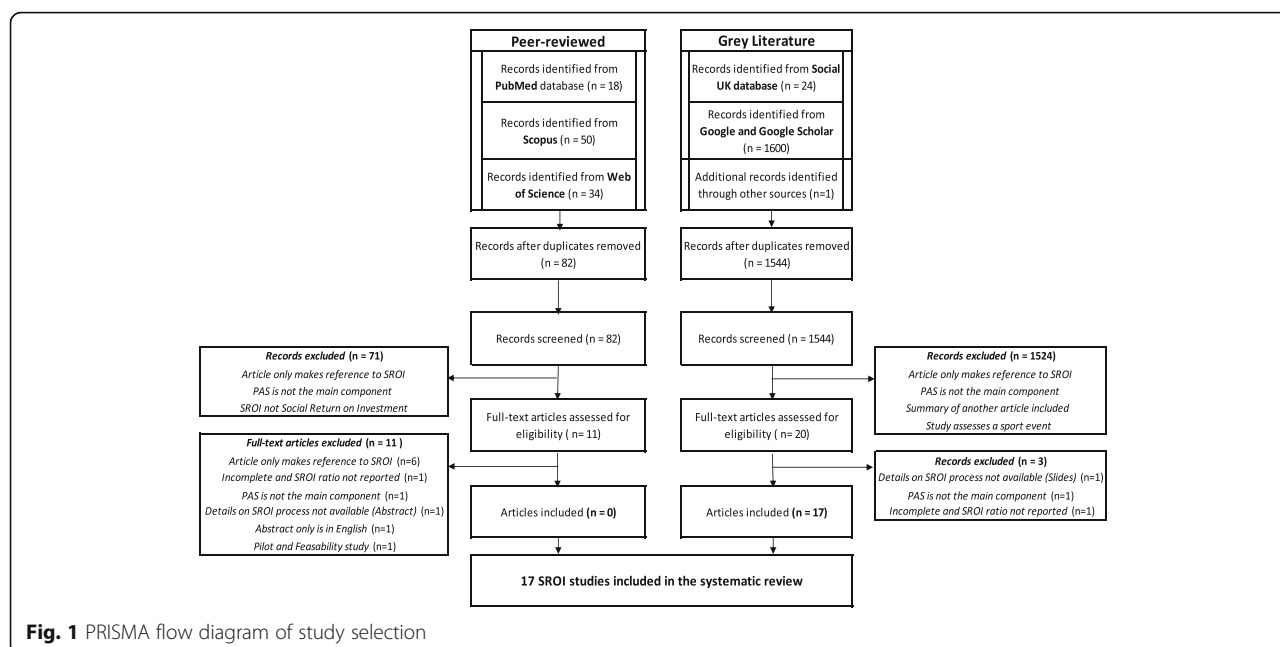 Peer-reviewed
Records identified from
PubMed database (n = 18)
Records identified from
Scopus (n = 50)
Records identified from Web
of Science (n = 34)
Records after duplicates removed
(n = 82)
Records screened (n = 82)
Records excluded (n = 71)
Article only makes reference to SROI
PAS is not the main component
SROI not Social Return on Investment
Full-text articles assessed for
eligibility ( n = 11)
Full-text articles excluded (n = 11 )
Article only makes reference to SROI (n=6)
Incomplete and SROI ratio not reported (n=1)
PAS is not the main component (n=1)
Details on SROI process not available (Abstract) (n=1)
Abstract only is in English (n=1)
Pilot and Feasability study (n=1)
Articles included (n = 0)
Grey Literature
Records identified from Social
UK database (n = 24)
Records identified from
Google and Google Scholar
(n = 1600)
Additional records identified
through other sources (n=1)
Records after duplicates removed
(n = 1544)
Records screened (n = 1544)
Records excluded (n = 1524)
Article only makes reference to SROI
PAS is not the main component
Summary of another article included
Study assesses a sport event
Full-text articles assessed for
eligibility (n = 20)
Records excluded (n = 3)
Details on SROI process not available (Slides) (n=1)
PAS is not the main component (n=1)
Incomplete and SROI ratio not reported (n=1)
Articles included (n = 17)
17 SROI studies included in the systematic review
Fig. 1 PRISMA flow diagram of study selection